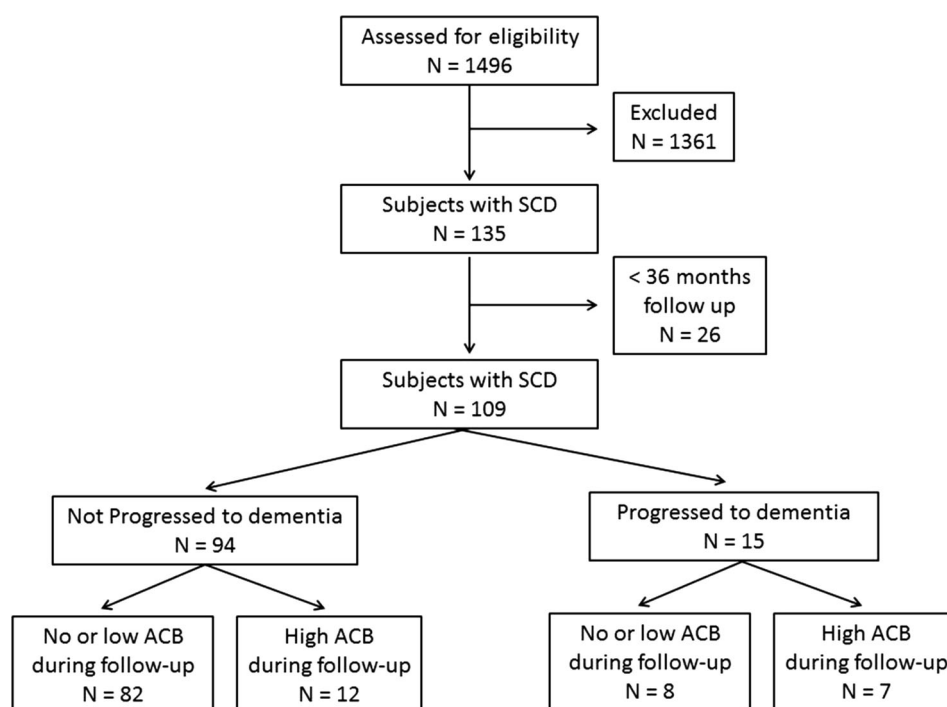 Assessed for eligibility
N = 1496
Excluded
N = 1361
Subjects with SCD
N = 135
< 36 months
follow up
N = 26
Subjects with SCD
N = 109
Not Progressed to dementia
N = 94
Progressed to dementia
N = 15
No or low ACB
during follow-up
N = 82
High ACB
during follow-up
N = 12
No or low ACB
during follow-up
N = 8
High ACB
during follow-up
N = 7